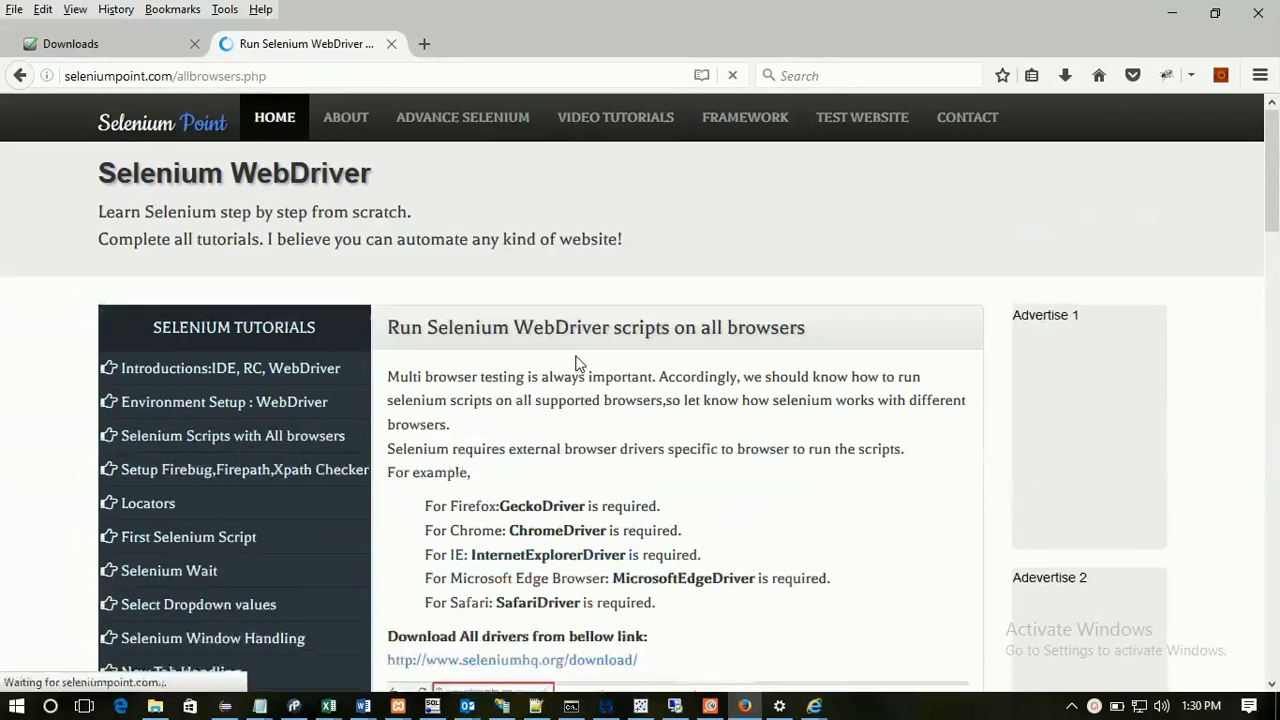 File Edit View History Bookmarks Tools Help
Downloads
Run Selenium WebDriver ...
seleniumpoint.com/allbrowsers.php
Search
Selenium Point
HOME ABOUT ADVANCE SELENIUM VIDEO TUTORIALS FRAMEWORK TEST WEBSITE CONTACT
Selenium WebDriver
Learn Selenium step by step from scratch.
Complete all tutorials. I believe you can automate any kind of website!
SELENIUM TUTORIALS
Introductions:IDE, RC, WebDriver
Environment Setup : WebDriver
Selenium Scripts with All browsers
Setup Firebug,Firepath,Xpath Checker
Locators
First Selenium Script
Selenium Wait
Select Dropdown values
Selenium Window Handling
New Tab Handling
Run Selenium WebDriver scripts on all browsers
Multi browser testing is always important. Accordingly, we should know how to run
selenium scripts on all supported browsers,so let know how selenium works with different
browsers.
Selenium requires external browser drivers specific to browser to run the scripts.
For example,
For Firefox:GeckoDriver is required.
For Chrome: ChromeDriver is required.
For IE: InternetExplorerDriver is required.
For Microsoft Edge Browser: MicrosoftEdgeDriver is required.
For Safari: SafariDriver is required.
Download All drivers from bellow link:
http://www.seleniumhq.org/download/
Advertise 1
Adevertise 2
Activate Windows
Go to Settings to activate Windows.
Waiting for seleniumpoint.com...
1:30 PM